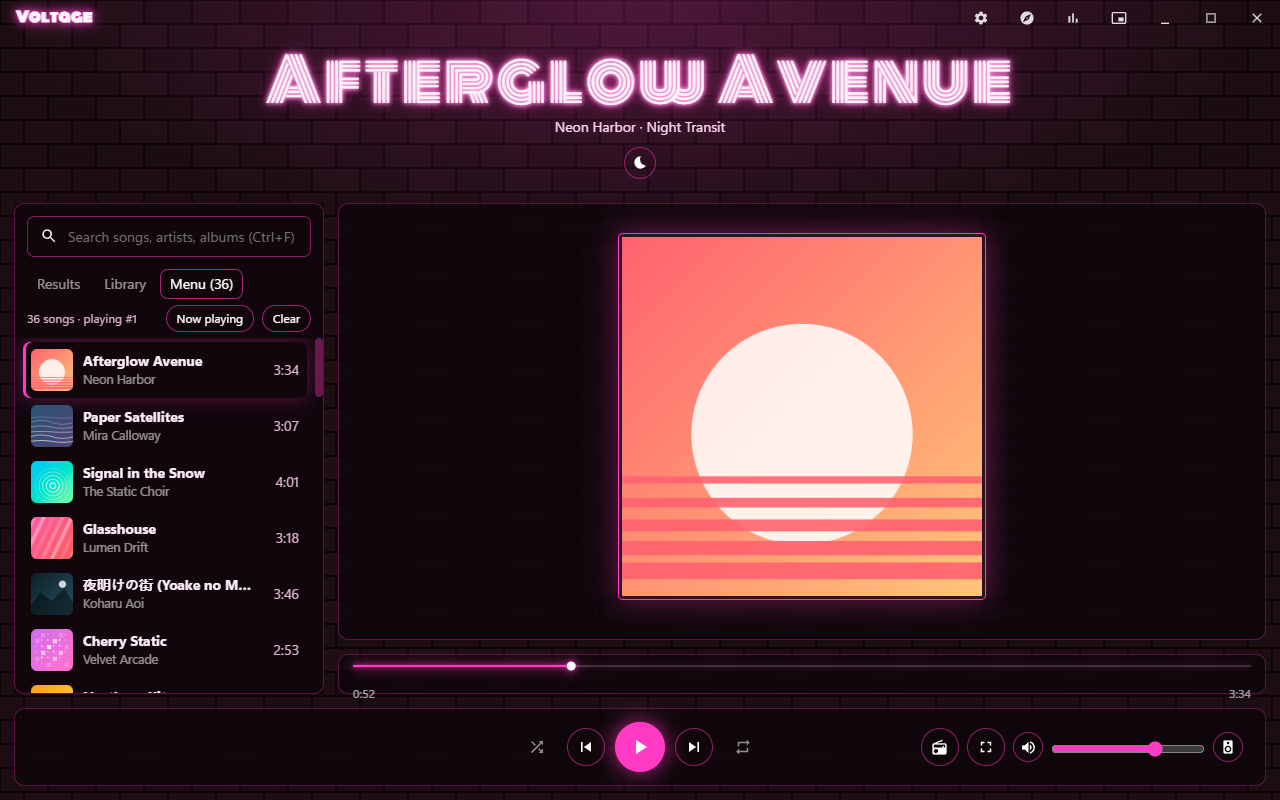 Voltage
Afterglow Avenue
Neon Harbor · Night Transit
Search songs, artists, albums (Ctrl+F)
Results Library Menu (36)
36 songs · playing #1 Now playing Clear
Afterglow Avenue
Neon Harbor
3:34
Paper Satellites
Mira Calloway
3:07
Signal in the Snow
The Static Choir
4:01
Glasshouse
Lumen Drift
3:18
夜明けの街 (Yoake no M...
Koharu Aoi
3:46
Cherry Static
Velvet Arcade
2:53
0:52 3:34